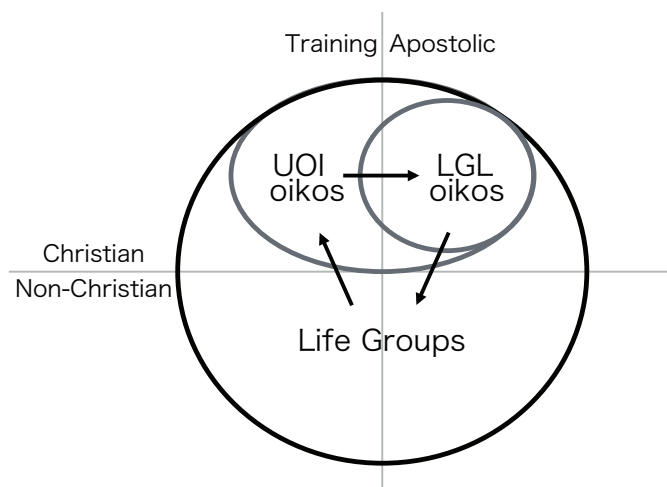 Training Apostolic
UOI
oikos
LGL
oikos
Christian
Non-Christian
Life Groups